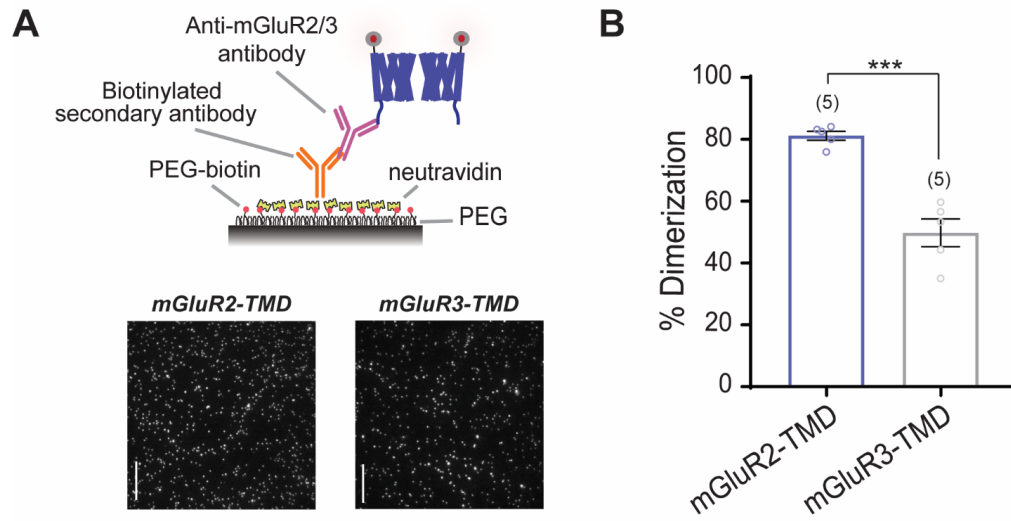 A
Anti-mGluR2/3
antibody
Biotinylated
secondary antibody
PEG-biotin
neutravidin
PEG
mGluR2-TMD
mGluR3-TMD
B
% Dimerization
100
80
60
40
20
0
***
(5)
(5)
mGluR2-TMD
mGluR3-TMD